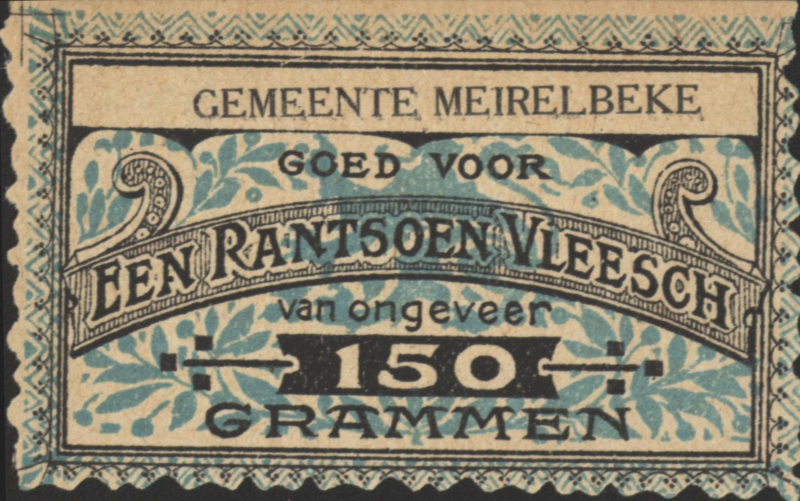 GEMEENTE MEIRELBEKE
GOED VOOR
EEN RANTSOEN VLEESCH
van ongeveer
150
GRAMMEN